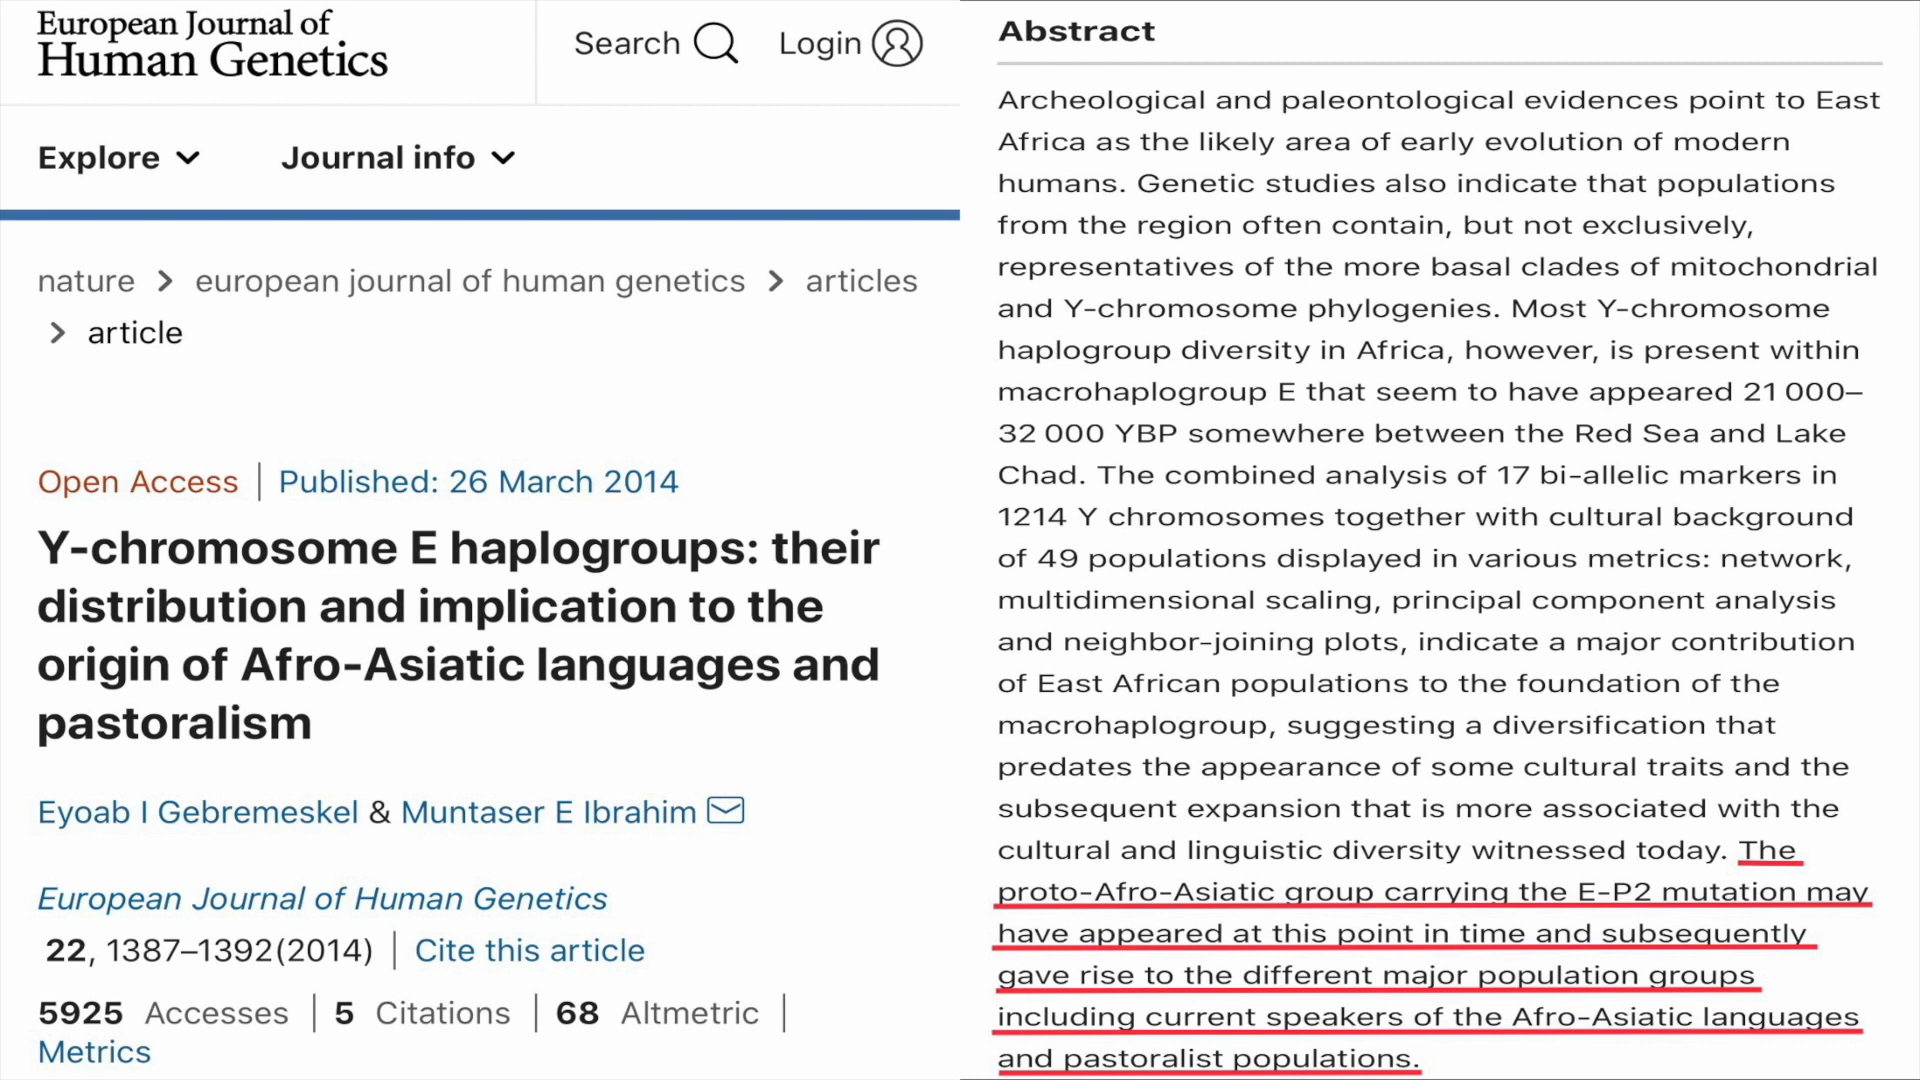 European Journal of
Human Genetics
Search
Login
Explore
Journal info
nature > european journal of human genetics > articles
> article
Open Access | Published: 26 March 2014
Y-chromosome E haplogroups: their
distribution and implication to the
origin of Afro-Asiatic languages and
pastoralism
Eyoab I Gebremeskel & Muntaser E Ibrahim
European Journal of Human Genetics
22, 1387–1392(2014) | Cite this article
5925 Accesses | 5 Citations | 68 Altmetric |
Metrics
Abstract
Archeological and paleontological evidences point to East
Africa as the likely area of early evolution of modern
humans. Genetic studies also indicate that populations
from the region often contain, but not exclusively,
representatives of the more basal clades of mitochondrial
and Y-chromosome phylogenies. Most Y-chromosome
haplogroup diversity in Africa, however, is present within
macrohaplogroup E that seem to have appeared 21 000–
32 000 YBP somewhere between the Red Sea and Lake
Chad. The combined analysis of 17 bi-allelic markers in
1214 Y chromosomes together with cultural background
of 49 populations displayed in various metrics: network,
multidimensional scaling, principal component analysis
and neighbor-joining plots, indicate a major contribution
of East African populations to the foundation of the
macrohaplogroup, suggesting a diversification that
predates the appearance of some cultural traits and the
subsequent expansion that is more associated with the
cultural and linguistic diversity witnessed today. The
proto-Afro-Asiatic group carrying the E-P2 mutation may
have appeared at this point in time and subsequently
gave rise to the different major population groups
including current speakers of the Afro-Asiatic languages
and pastoralist populations.